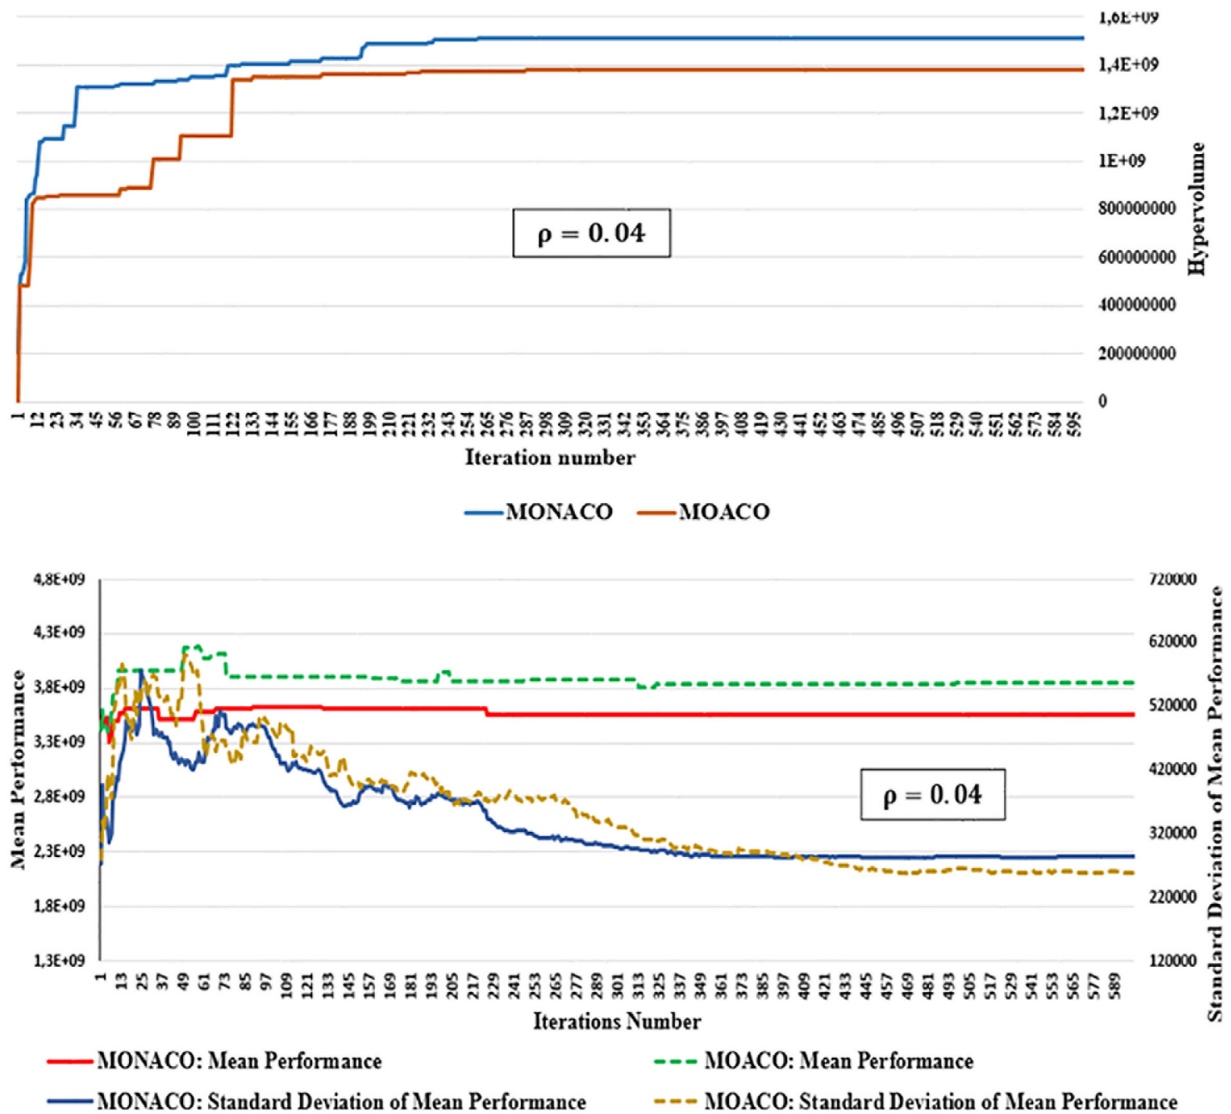 1,6E+09
1,4E+09
1,2E+09
1E+09
800000000
600000000
400000000
200000000
0
Hypervolume
ρ = 0.04
1 12 23 34 45 56 67 78 89 100 111 122 133 144 155 166 177 188 199 210 221 232 243 254 265 276 287 298 309 320 331 342 353 364 375 386 397 408 419 430 441 452 463 474 485 496 507 518 529 540 551 562 573 584 595
Iteration number
MONACO MOACO
4,8E+09
4,3E+09
3,8E+09
3,3E+09
2,8E+09
2,3E+09
1,8E+09
1,3E+09
Mean Performance
720000
620000
520000
420000
320000
220000
120000
Standard Deviation of Mean Performance
ρ = 0.04
1 13 25 37 49 61 73 85 97 109 121 133 145 157 169 181 193 205 217 229 241 253 265 277 289 301 313 325 337 349 361 373 385 397 409 421 433 445 457 469 481 493 505 517 529 541 553 565 577 589
Iterations Number
MONACO: Mean Performance MOACO: Mean Performance
MONACO: Standard Deviation of Mean Performance MOACO: Standard Deviation of Mean Performance